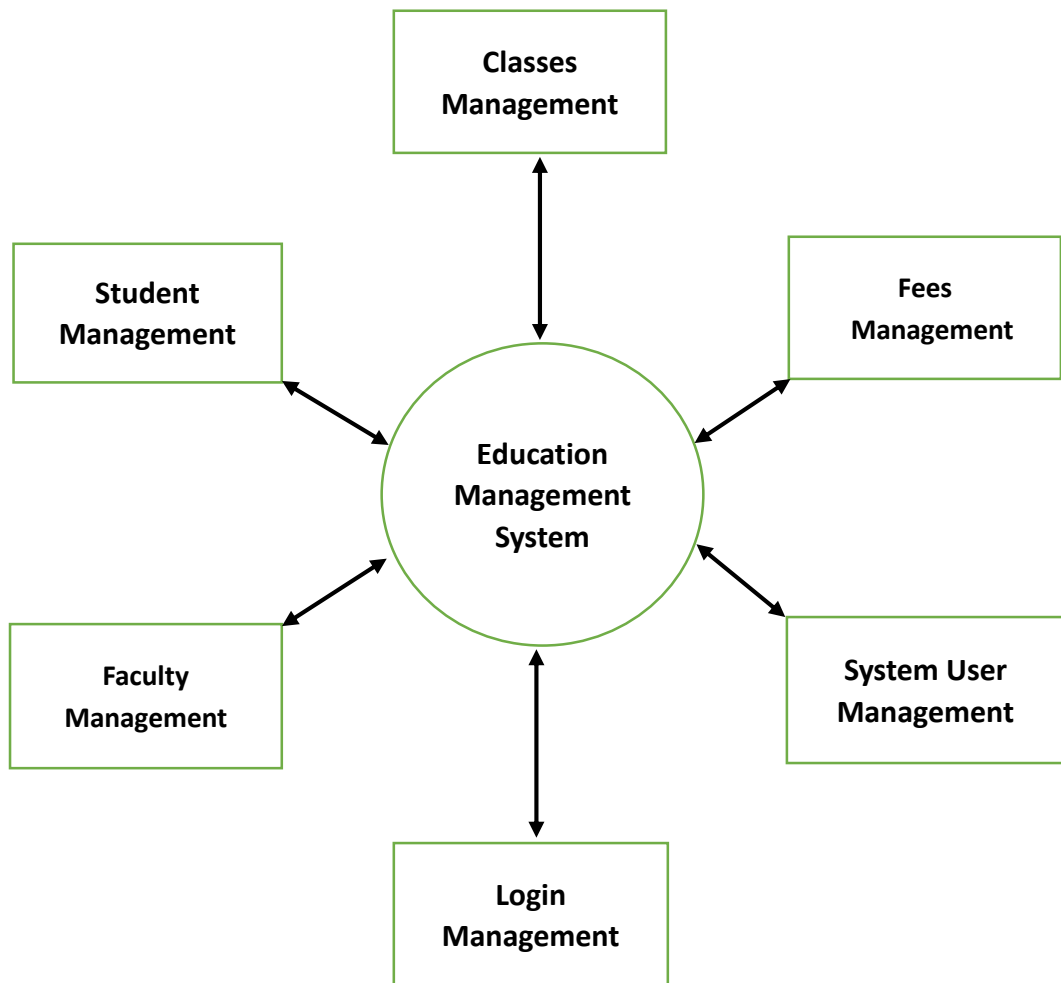 Classes
Management
Student
Management
Fees
Management
Education
Management
System
Faculty
Management
System User
Management
Login
Management